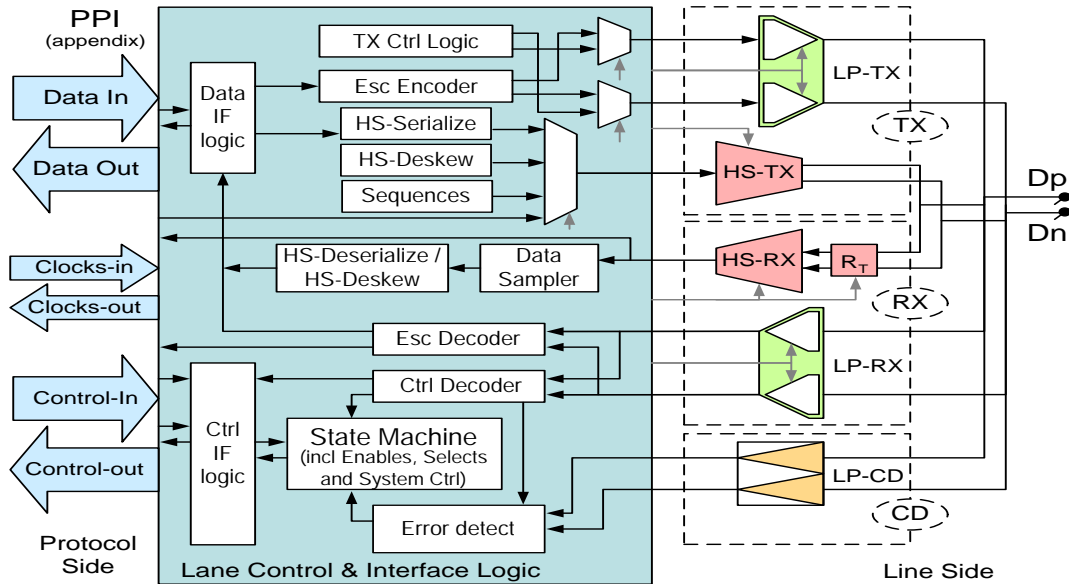 PPI
(appendix)
Data In
Data Out
Clocks-in
Clocks-out
Control-In
Control-out
Protocol
Side
Data
IF
logic
TX Ctrl Logic
Esc Encoder
HS-Serialize
HS-Deskew
Sequences
HS-Deserialize /
HS-Deskew
Data
Sampler
Esc Decoder
Ctrl Decoder
Ctrl
IF
logic
State Machine
(incl Enables, Selects
and System Ctrl)
Error detect
Lane Control & Interface Logic
LP-TX
TX
HS-TX
Dp
Dn
HS-RX
RT
RX
LP-RX
LP-CD
CD
Line Side